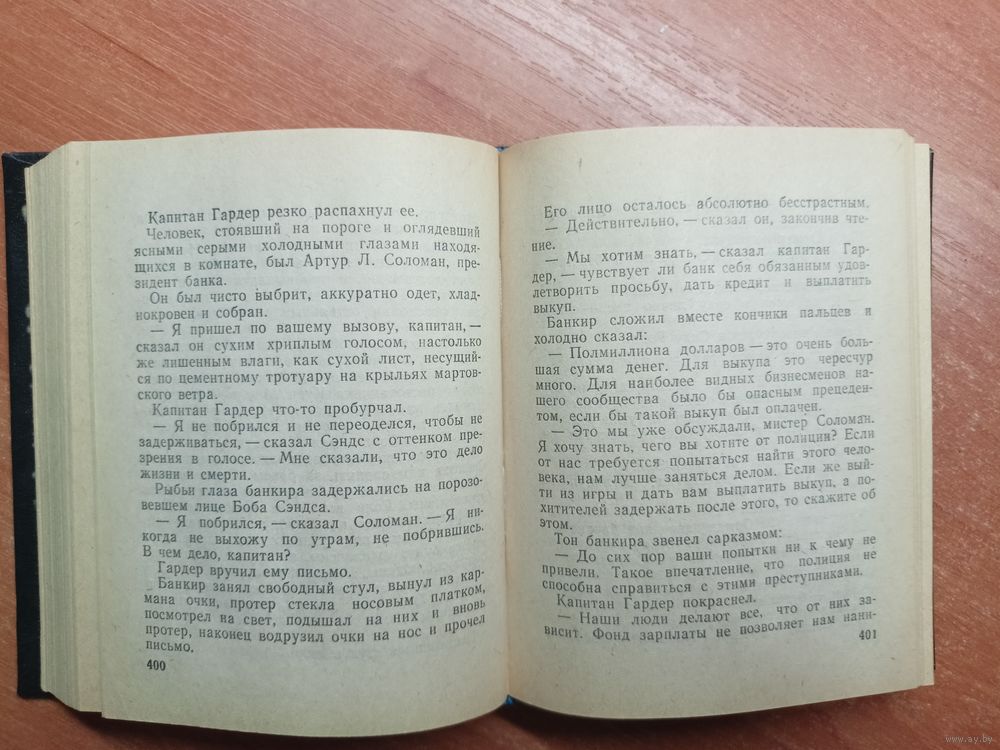 Капитан Гардер резко распахнул ее.
Человек, стоявший на пороге и оглядевший
ясными серыми холодными глазами находя-
щихся в комнате, был Артур Л. Соломан, пре-
зидент банка.
Он был чисто выбрит, аккуратно одет, хлад-
нокровен и собран.
— Я пришел по вашему вызову, капитан,—
сказал он сухим хриплым голосом, настолько
же лишенным влаги, как сухой лист, несущий-
ся по цементному тротуару на крыльях мартов-
ского ветра.
Капитан Гардер что-то пробурчал.
— Я не побрился и не переоделся, чтобы не
задерживаться, — сказал Сэндс с оттенком пре-
зрения в голосе. — Мне сказали, что это дело
жизни и смерти.
Рыбьи глаза банкира задержались на порозо-
вевшем лице Боба Сэндса.
— Я побрился, — сказал Соломан. — Я ни-
когда не выхожу по утрам, не побрившись.
В чем дело, капитан?
Гардер вручил ему письмо.
Банкир занял свободный стул, вынул из кар-
мана очки, протер стекла носовым платком,
посмотрел на свет, подышал на них и вновь
протер, наконец водрузил очки на нос и прочел
письмо.
400
Его лицо осталось абсолютно бесстрастным.
— Действительно, — сказал он, закончив чте-
ние.
— Мы хотим знать, — сказал капитан Гар-
дер, — чувствует ли банк себя обязанным удов-
летворить просьбу, дать кредит и выплатить
выкуп.
Банкир сложил вместе кончики пальцев и
холодно сказал:
— Полмиллиона долларов — это очень боль-
шая сумма денег. Для выкупа это чересчур
намного. Для наиболее видных бизнесменов на-
шего сообщества было бы опасным прецеден-
том, если бы такой выкуп был оплачен.
— Это мы уже обсуждали, мистер Соломан.
Я хочу знать, чего вы хотите от полиции? Если
от нас требуется попытаться найти этого чело-
века, нам лучше заняться делом. Если же вый-
ти из игры и дать вам выплатить выкуп, а по-
хитителей задержать после этого, то скажите об
этом.
Тон банкира звенел сарказмом:
— До сих пор ваши попытки ни к чему не
привели. Такое впечатление, что полиция не
способна справиться с этими преступниками.
Капитан Гардер покраснел.
— Наши люди делают все, что от них за-
висит. Фонд зарплаты не позволяет нам нани-
401
www.ay.by